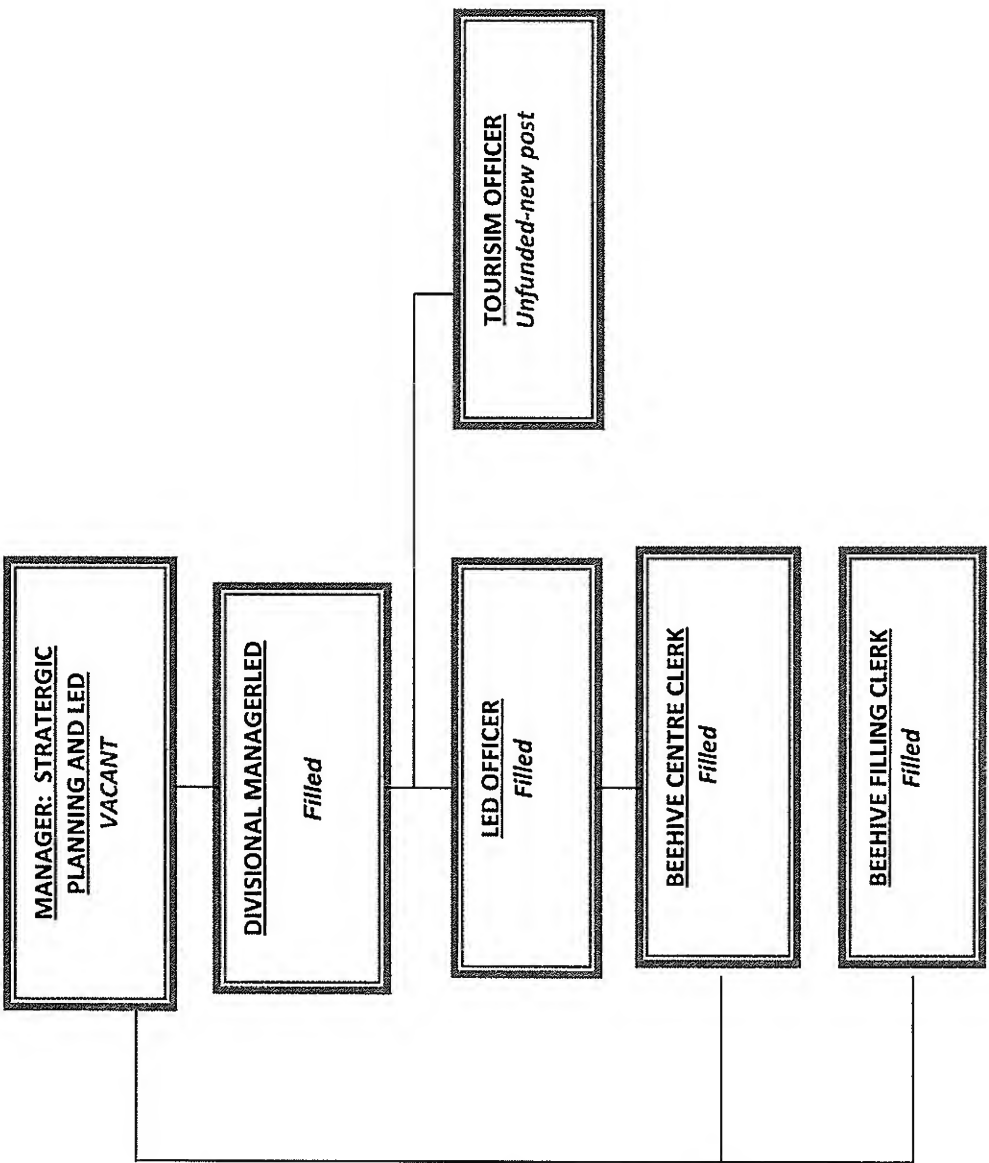 MANAGER: STRATERGIC
PLANNING AND LED
VACANT
DIVISIONAL MANAGERLED
Filled
LED OFFICER
Filled
TOURISIM OFFICER
Unfunded-new post
BEEHIVE CENTRE CLERK
Filled
BEEHIVE FILLING CLERK
Filled